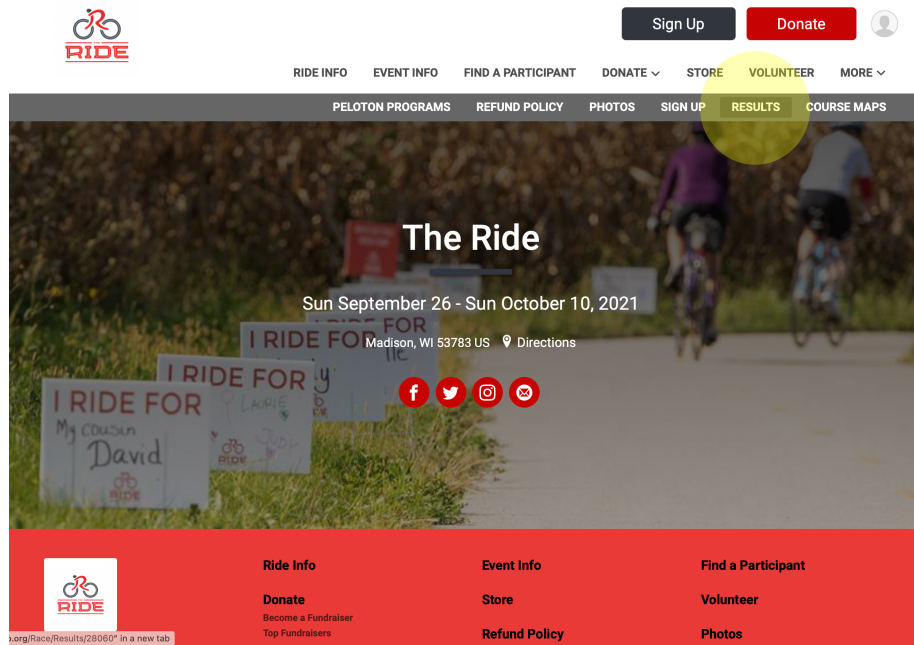 RIDE
Sign Up
Donate
RIDE INFO
EVENT INFO
FIND A PARTICIPANT
DONATE
STORE
VOLUNTEER
MORE
PELOTON PROGRAMS
REFUND POLICY
PHOTOS
SIGN UP
RESULTS
COURSE MAPS
The Ride
Sun September 26 - Sun October 10, 2021
Madison, WI 53783 US
Directions
I RIDE FOR
I RIDE FOR
LAURIE
I RIDE FOR
My cousin
David
RIDE
RIDE
Ride Info
Event Info
Find a Participant
Donate
Store
Volunteer
Become a Fundraiser
Top Fundraisers
Refund Policy
Photos
.org/Race/Results/28060" in a new tab